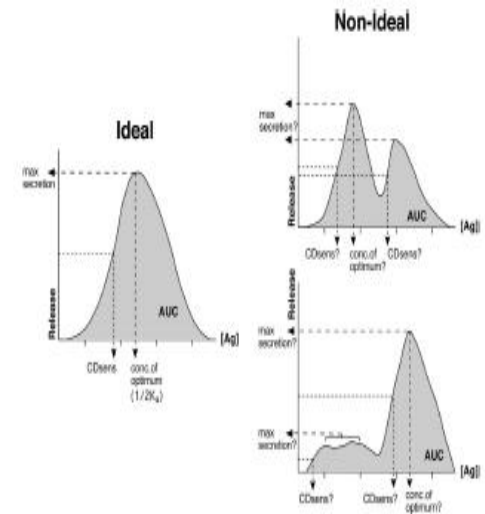 Non-Ideal
Ideal
max
secretion
Release
AUC
[Ag]
CDsens
conc.of
optimum
(1/2Ka)
max
secretion?
Release
AUC
[Ag]
CDsens?
conc.of
optimum?
CDsens?
Release
max
secretion?
max
secretion?
AUC
[Ag]
CDsens?
CDsens?
conc.of
optimum?